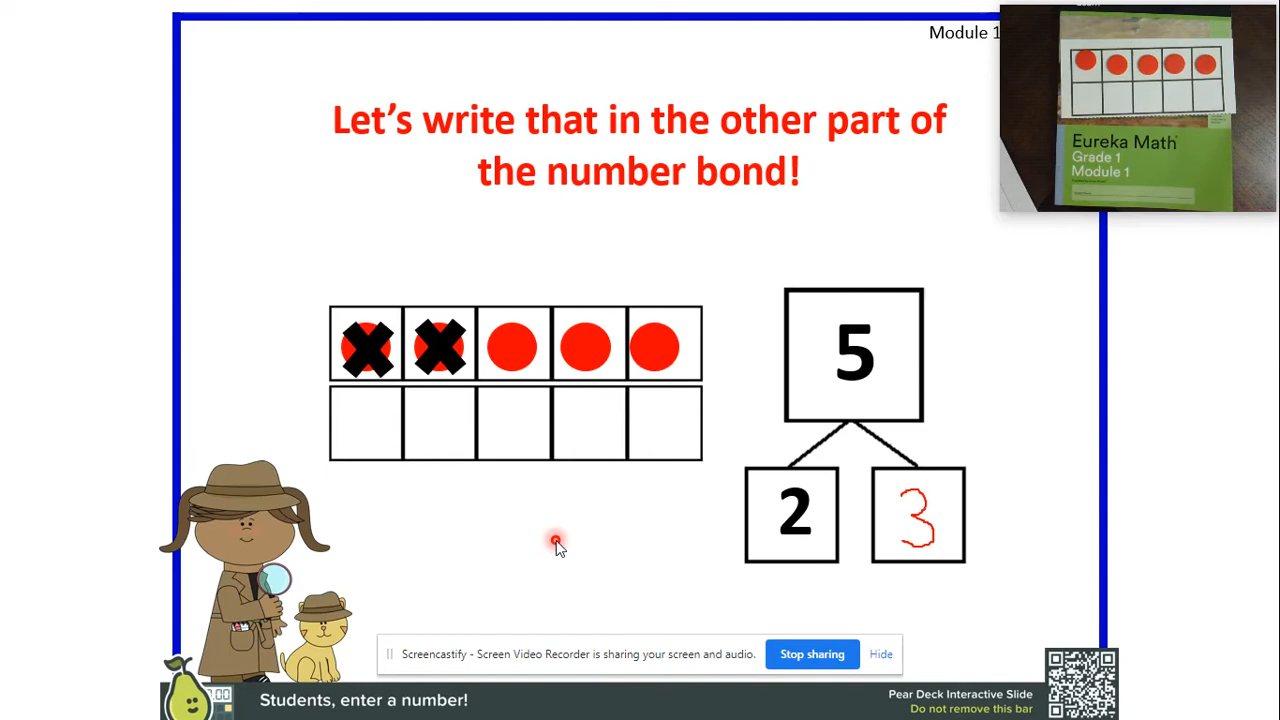 Module 1
Let's write that in the other part of
the number bond!
Eureka Math
Grade 1
Module 1
5
2
3
Screencastify - Screen Video Recorder is sharing your screen and audio.
Stop sharing
Hide
Students, enter a number!
Pear Deck Interactive Slide
Do not remove this bar